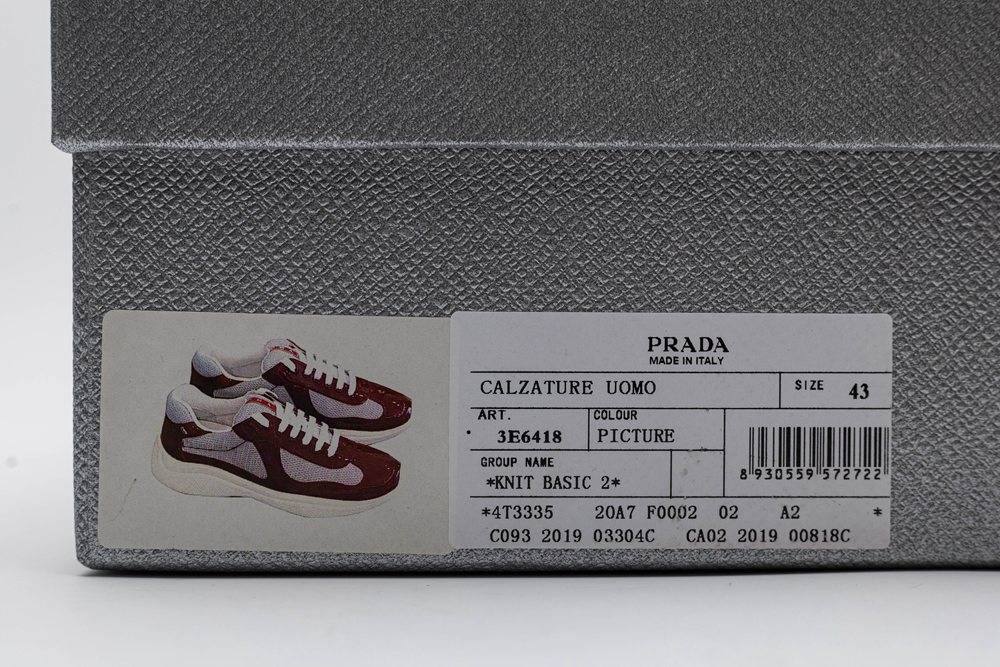 PRADA
MADE IN ITALY
CALZATURE UOMO
SIZE 43
ART.
3E6418
COLOUR
PICTURE
GROUP NAME
*KNIT BASIC 2*
8 930559 572722
*4T3335 20A7 F0002 02 A2 *
C093 2019 03304C CA02 2019 00818C